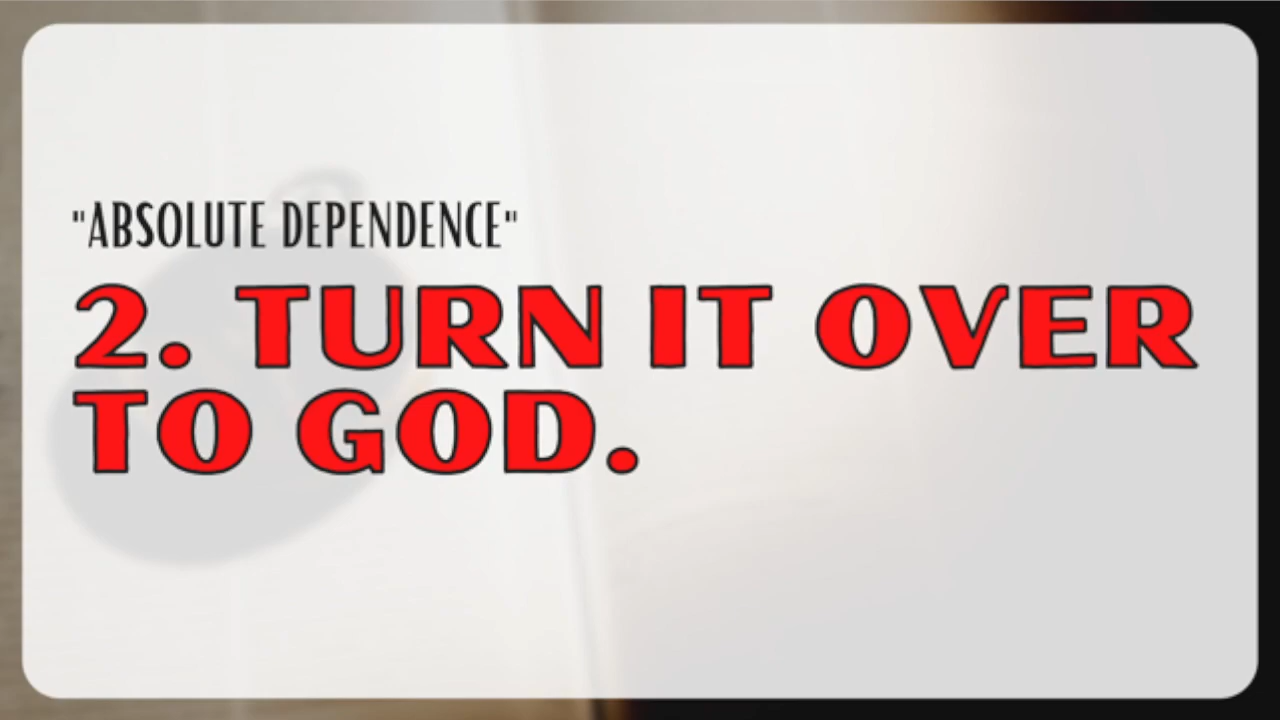 "ABSOLUTE DEPENDENCE"
2. TURN IT OVER
TO GOD.